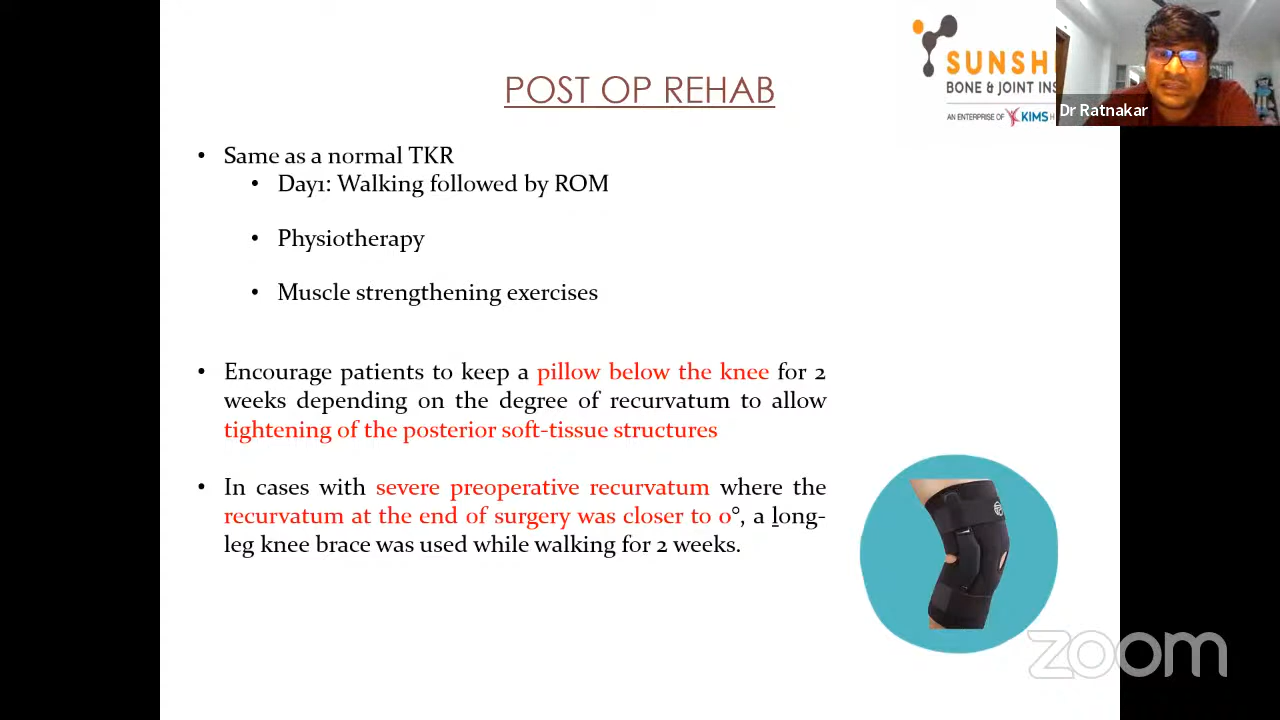 POST OP REHAB
SUNSHI
BONE & JOINT INS
AN ENTERPRISE OF KIMS H
Dr Ratnakar
• Same as a normal TKR
• Day1: Walking followed by ROM
• Physiotherapy
• Muscle strengthening exercises
• Encourage patients to keep a pillow below the knee for 2
weeks depending on the degree of recurvatum to allow
tightening of the posterior soft-tissue structures
• In cases with severe preoperative recurvatum where the
recurvatum at the end of surgery was closer to 0°, a long-
leg knee brace was used while walking for 2 weeks.
zoom